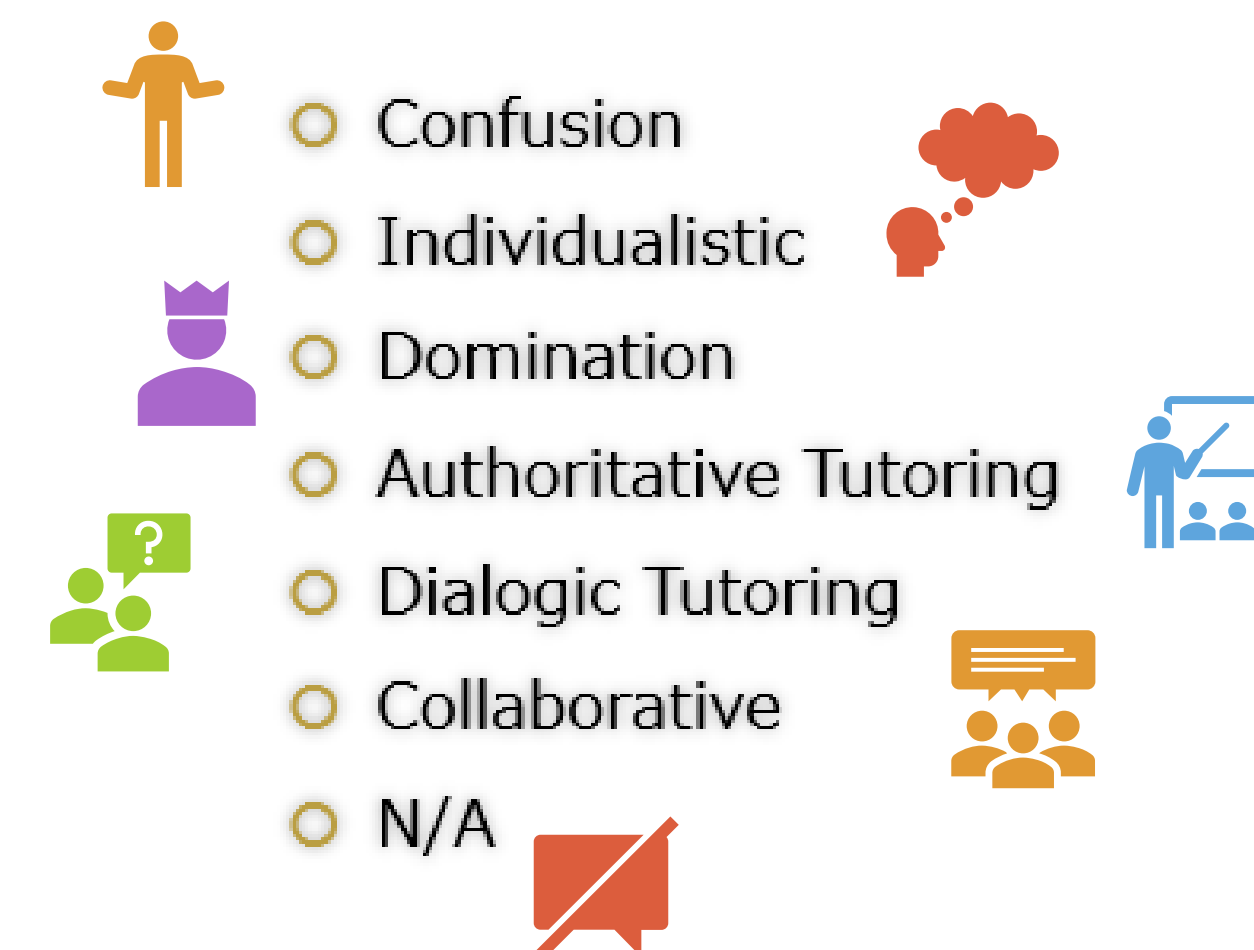 Confusion
Individualistic
Domination
Authoritative Tutoring
Dialogic Tutoring
Collaborative
N/A
?